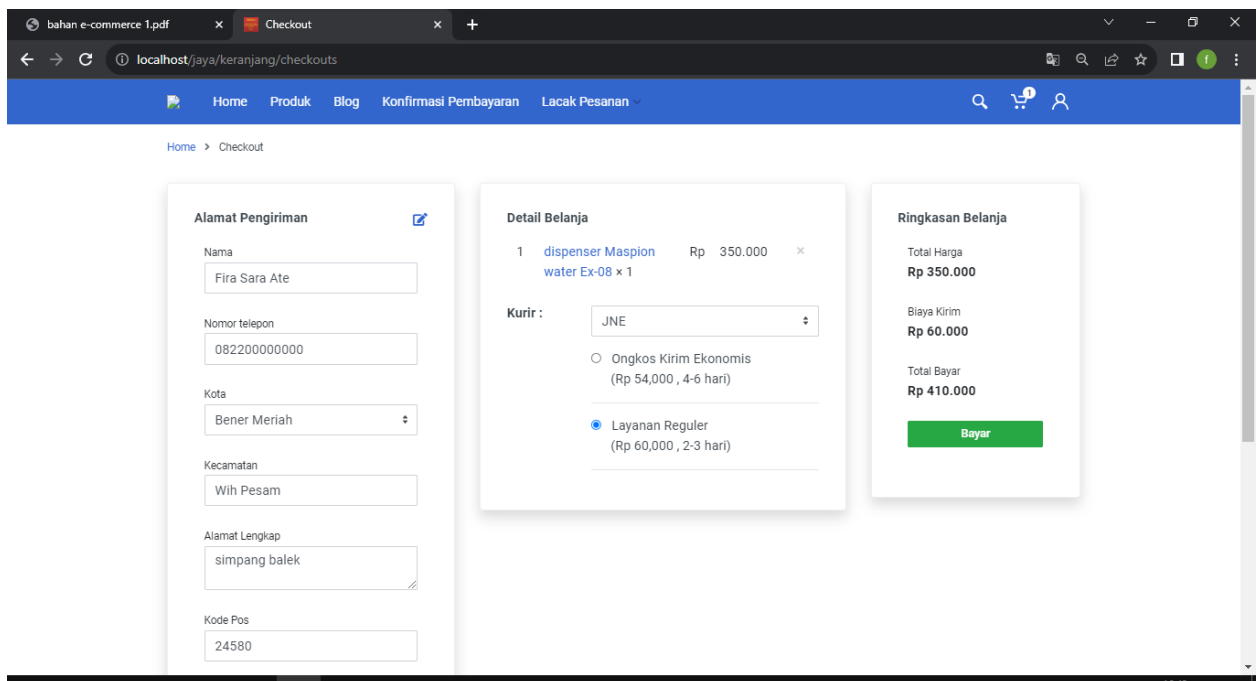 bahan e-commerce 1.pdf
Checkout
localhost/jaya/keranjang/checkouts
f
Home Produk Blog Konfirmasi Pembayaran Lacak Pesanan
1
Home > Checkout
Alamat Pengiriman
Nama
Fira Sara Ate
Nomor telepon
082200000000
Kota
Bener Meriah
Kecamatan
Wih Pesam
Alamat Lengkap
simpang balek
Kode Pos
24580
Detail Belanja
1 dispenser Maspion Rp 350.000 ×
water Ex-08 × 1
Kurir :
JNE
Ongkos Kirim Ekonomis
(Rp 54,000 , 4-6 hari)
Layanan Reguler
(Rp 60,000 , 2-3 hari)
Ringkasan Belanja
Total Harga
Rp 350.000
Biaya Kirim
Rp 60.000
Total Bayar
Rp 410.000
Bayar